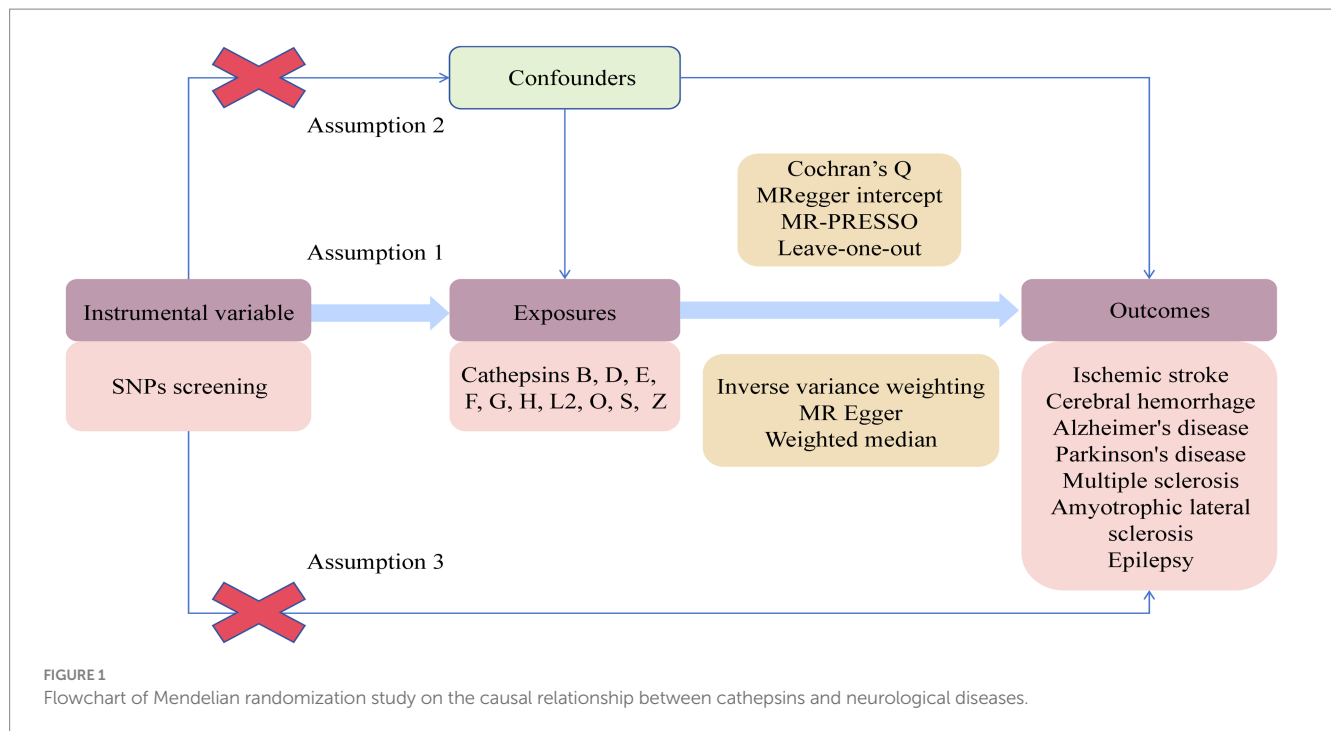 Confounders
Assumption 2
Cochran's Q
MRegger intercept
MR-PRESSO
Leave-one-out
Assumption 1
Instrumental variable
Exposures
Outcomes
SNPs screening
Cathepsins B, D, E,
F, G, H, L2, O, S, Z
Inverse variance weighting
MR Egger
Weighted median
Ischemic stroke
Cerebral hemorrhage
Alzheimer's disease
Parkinson's disease
Multiple sclerosis
Amyotrophic lateral
sclerosis
Epilepsy
Assumption 3
FIGURE 1
Flowchart of Mendelian randomization study on the causal relationship between cathepsins and neurological diseases.